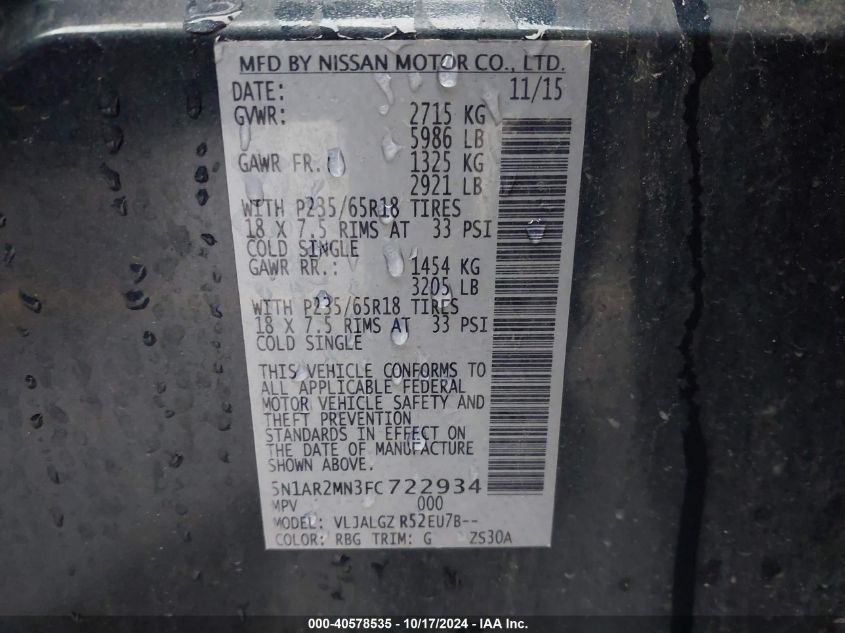 MFD BY NISSAN MOTOR CO., LTD.
DATE: 11/15
GVWR: 2715 KG
5986 LB
GAWR FR.: 1325 KG
2921 LB
WITH P235/65R18 TIRES
18 X 7.5 RIMS AT 33 PSI
COLD SINGLE
GAWR RR.: 1454 KG
3205 LB
WITH P235/65R18 TIRES
18 X 7.5 RIMS AT 33 PSI
COLD SINGLE
THIS VEHICLE CONFORMS TO
ALL APPLICABLE FEDERAL
MOTOR VEHICLE SAFETY AND
THEFT PREVENTION
STANDARDS IN EFFECT ON
THE DATE OF MANUFACTURE
SHOWN ABOVE.
5N1AR2MN3FC722934
MPV 000
MODEL: VLJALGZ R52EU7B--
COLOR: RBG TRIM: G ZS30A
000-40578535 - 10/17/2024 - IAA Inc.